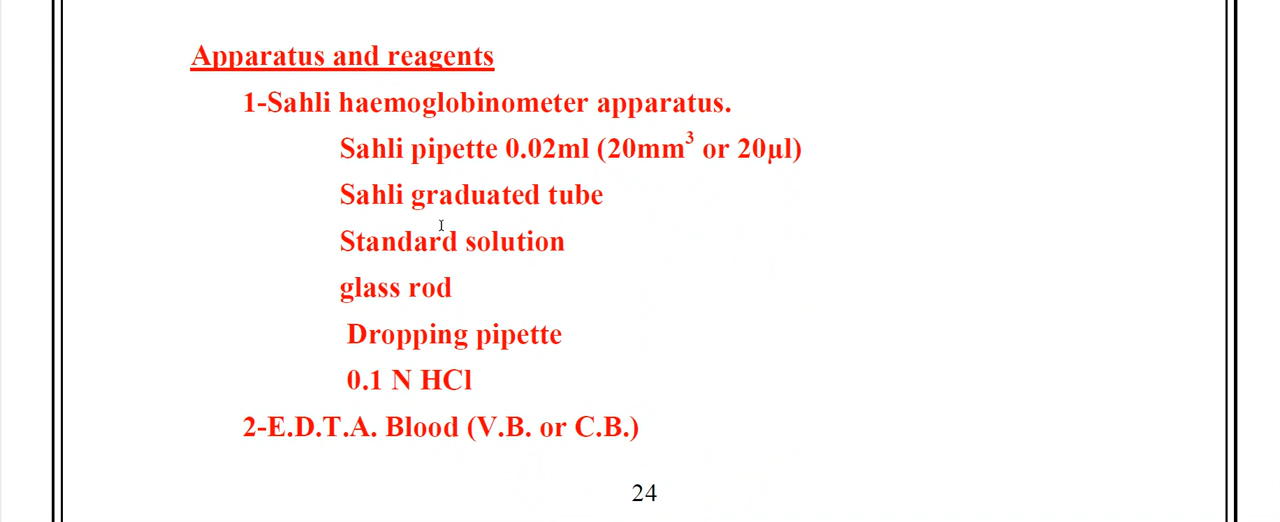 Apparatus and reagents
1-Sahli haemoglobinometer apparatus.
Sahli pipette 0.02ml (20mm³ or 20µl)
Sahli graduated tube
Standard solution
glass rod
Dropping pipette
0.1 N HCl
2-E.D.T.A. Blood (V.B. or C.B.)
24